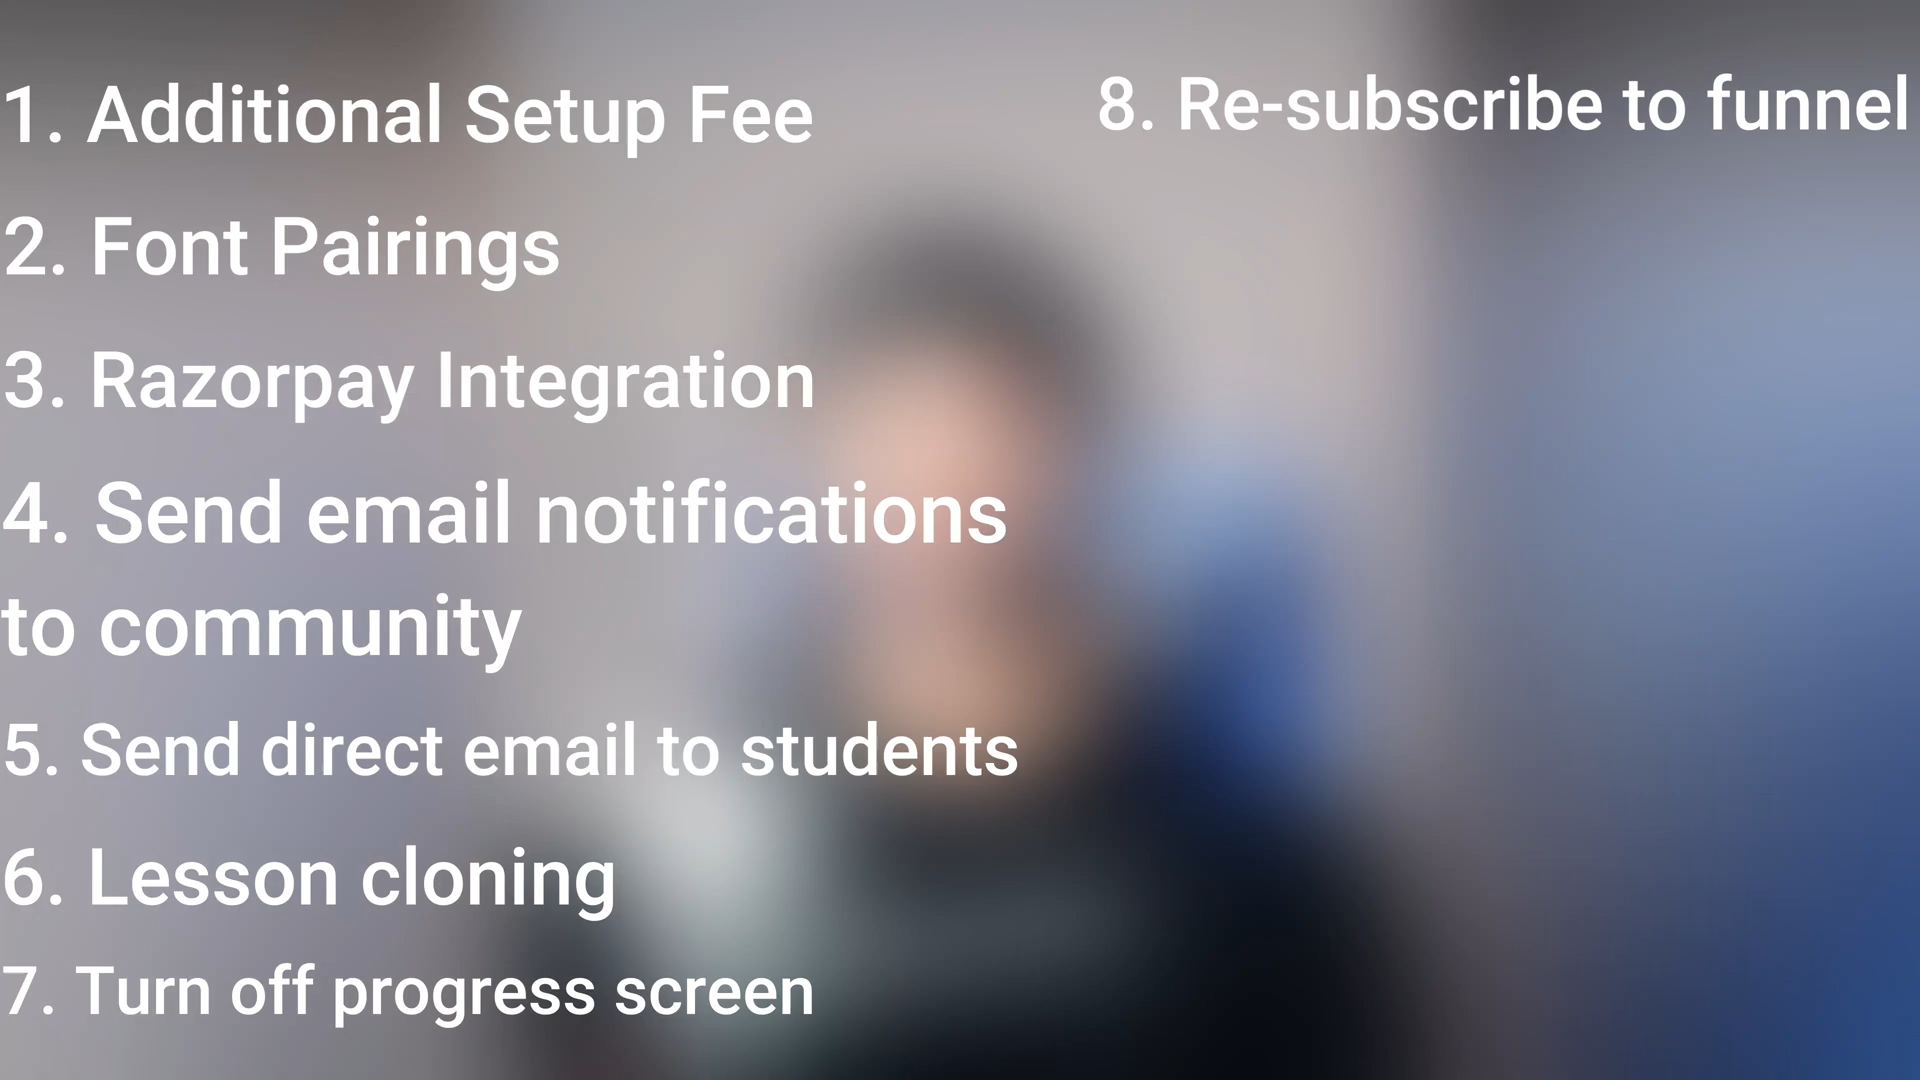 1. Additional Setup Fee
2. Font Pairings
3. Razorpay Integration
4. Send email notifications
to community
5. Send direct email to students
6. Lesson cloning
7. Turn off progress screen
8. Re-subscribe to funnel